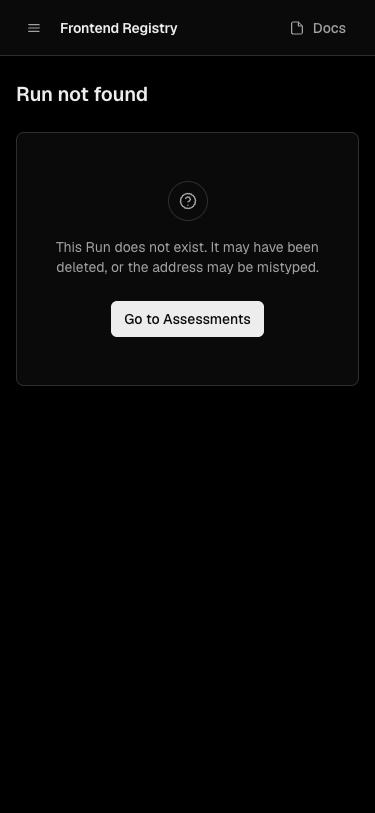 Frontend Registry
Docs
Run not found
This Run does not exist. It may have been
deleted, or the address may be mistyped.
Go to Assessments